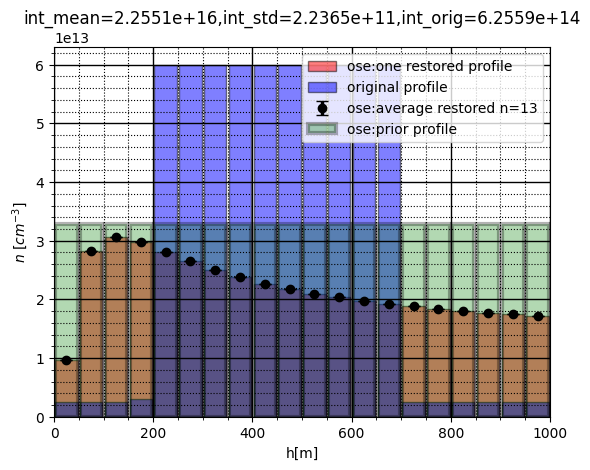 int_mean=2.2551e+16,int_std=2.2365e+11,int_orig=6.2559e+14
1e13
ose:one restored profile
original profile
ose:average restored n=13
ose:prior profile
6
5
4
3
2
1
0
n [cm⁻³]
0 200 400 600 800 1000
h[m]